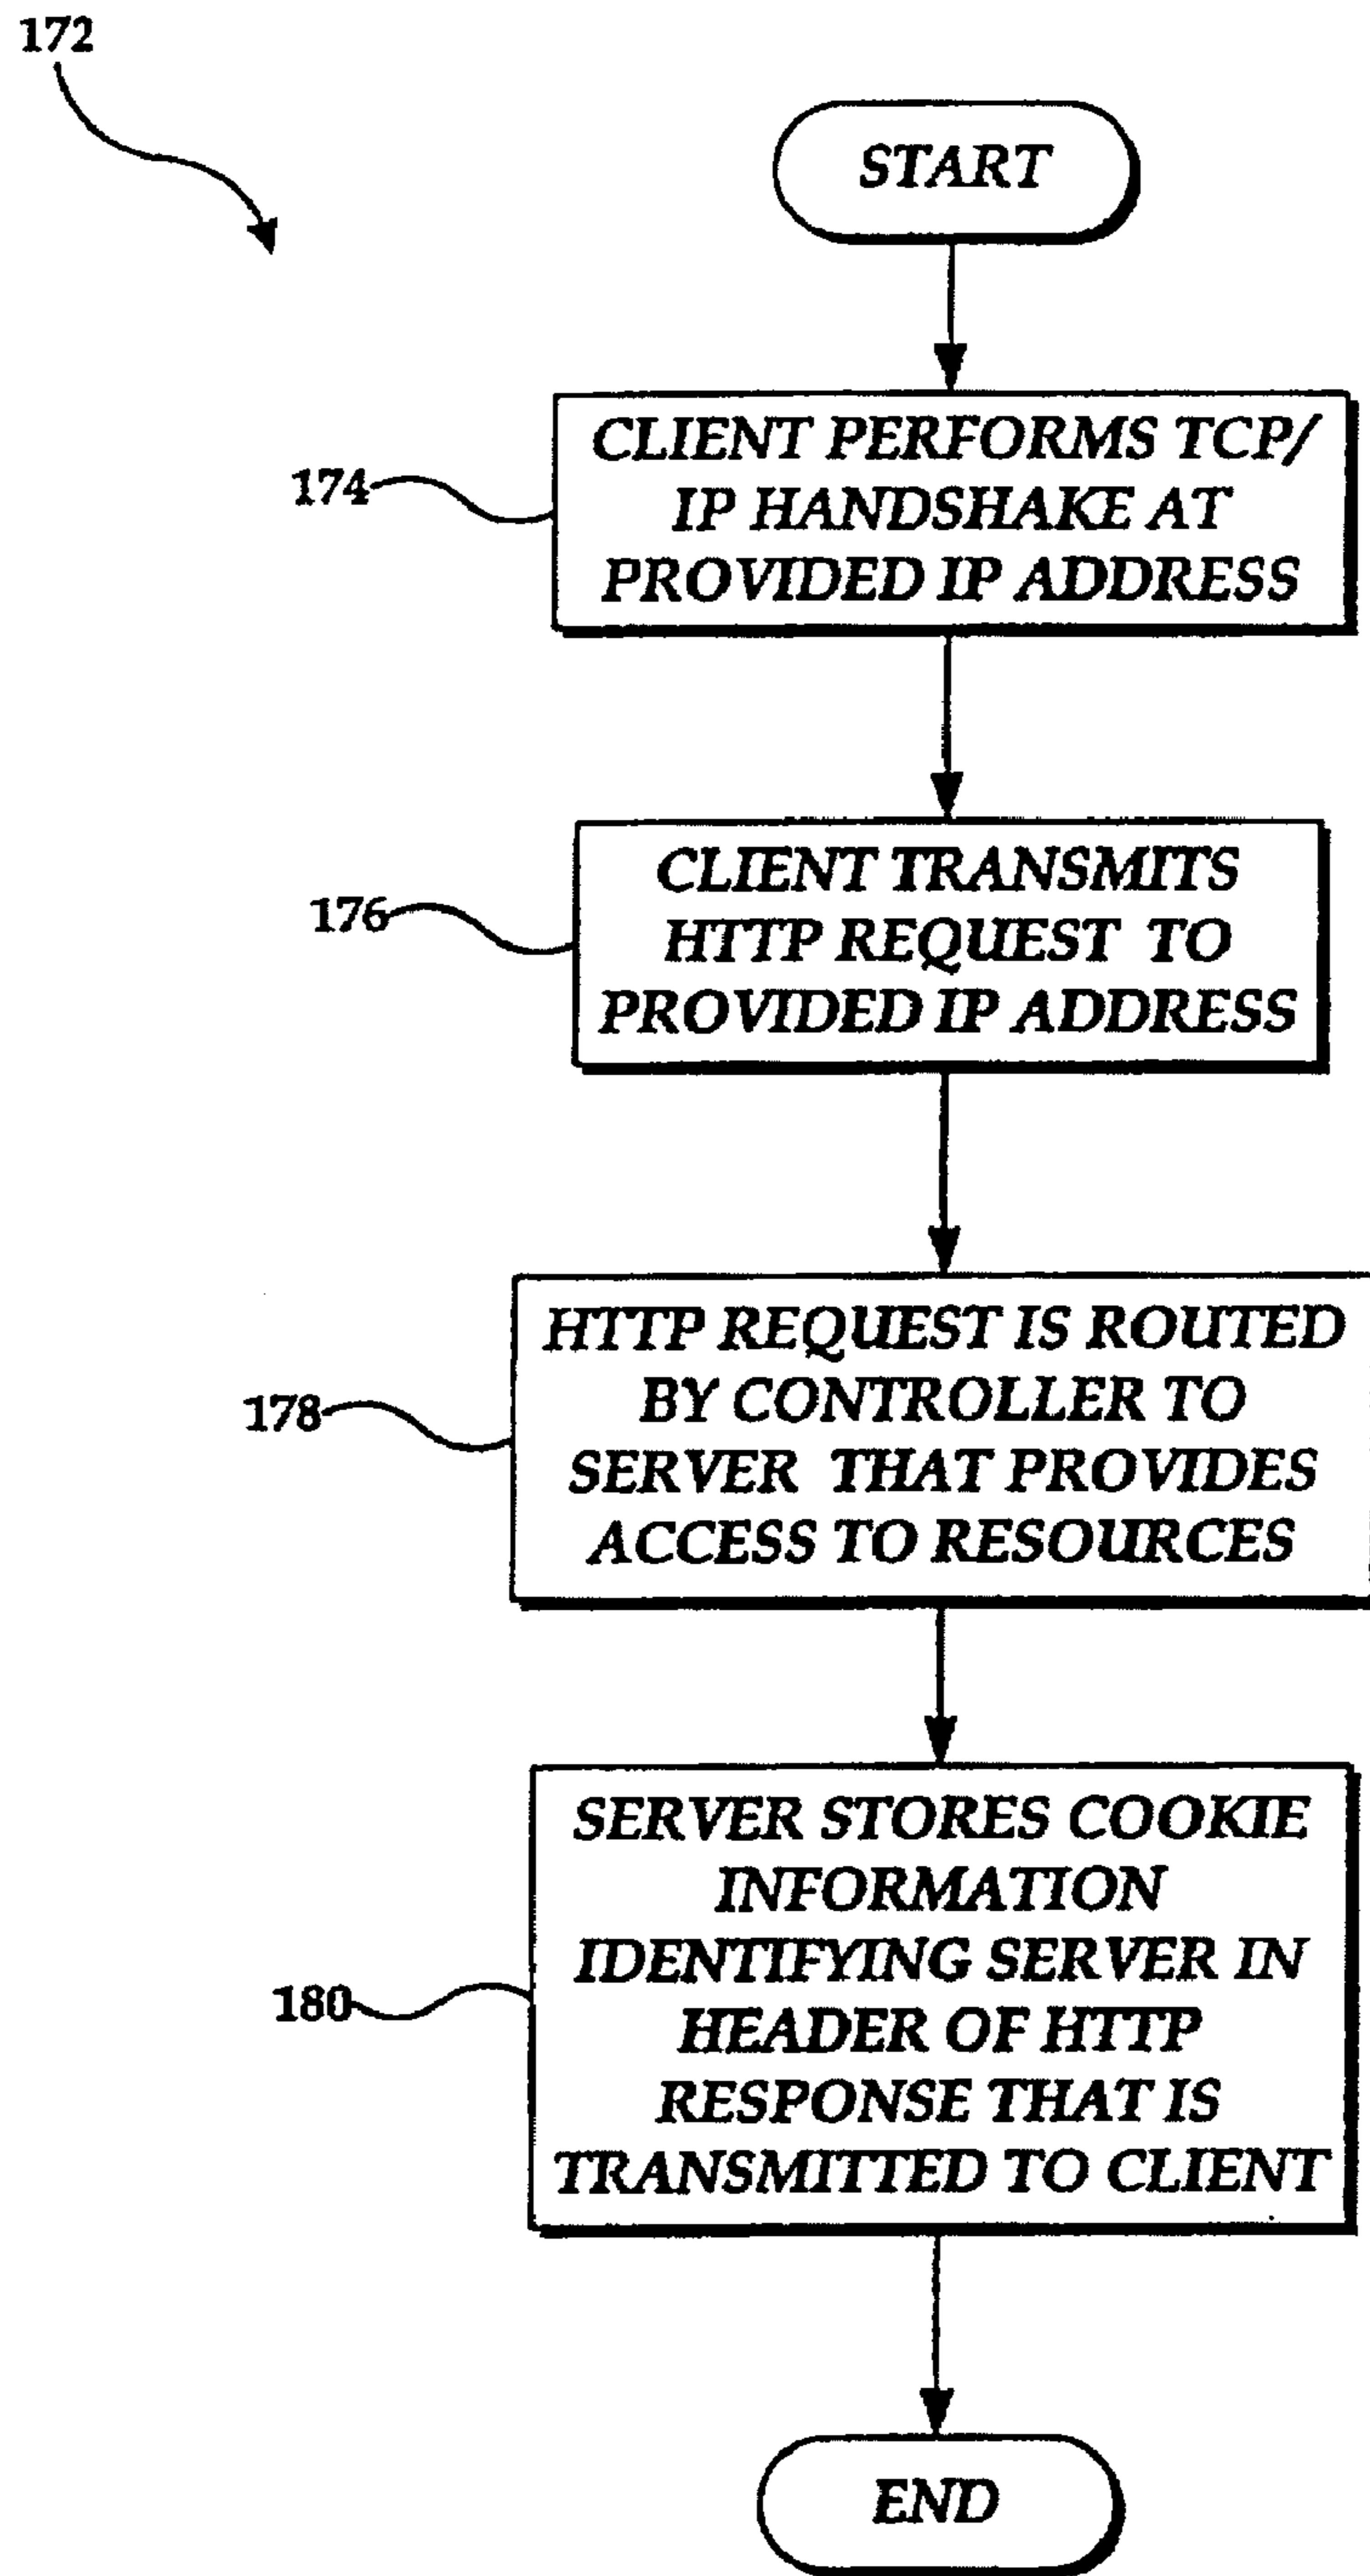 172
START
174
CLIENT PERFORMS TCP/
IP HANDSHAKE AT
PROVIDED IP ADDRESS
176
CLIENT TRANSMITS
HTTP REQUEST TO
PROVIDED IP ADDRESS
178
HTTP REQUEST IS ROUTED
BY CONTROLLER TO
SERVER THAT PROVIDES
ACCESS TO RESOURCES
180
SERVER STORES COOKIE
INFORMATION
IDENTIFYING SERVER IN
HEADER OF HTTP
RESPONSE THAT IS
TRANSMITTED TO CLIENT
END